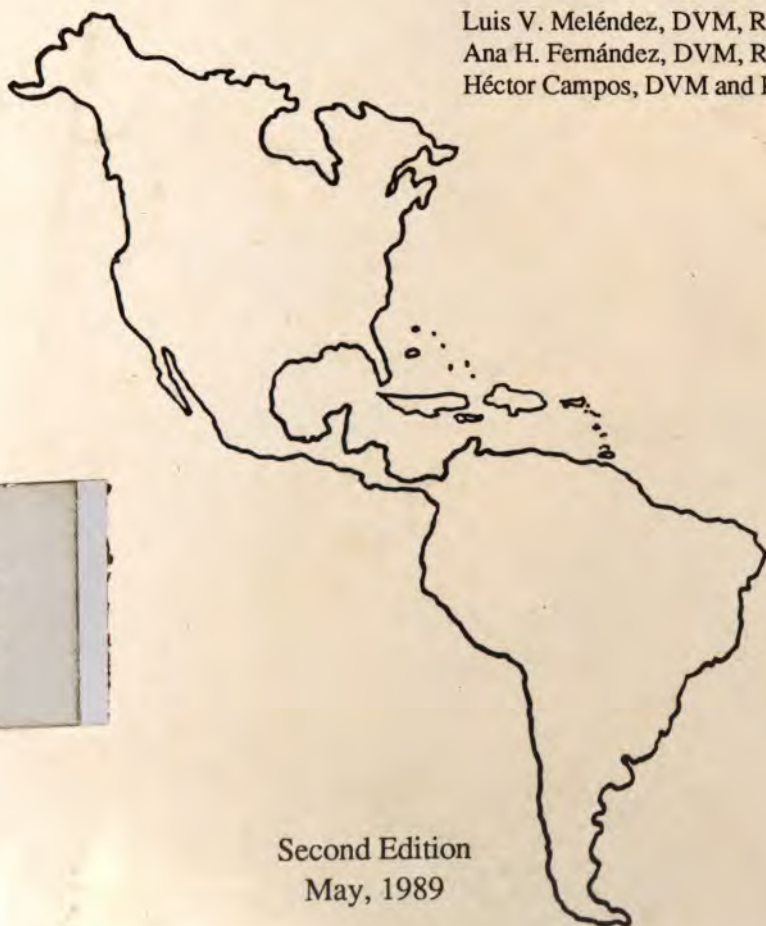 Luis V. Meléndez, DVM, R
Ana H. Fernández, DVM, R
Héctor Campos, DVM and
Second Edition
May, 1989